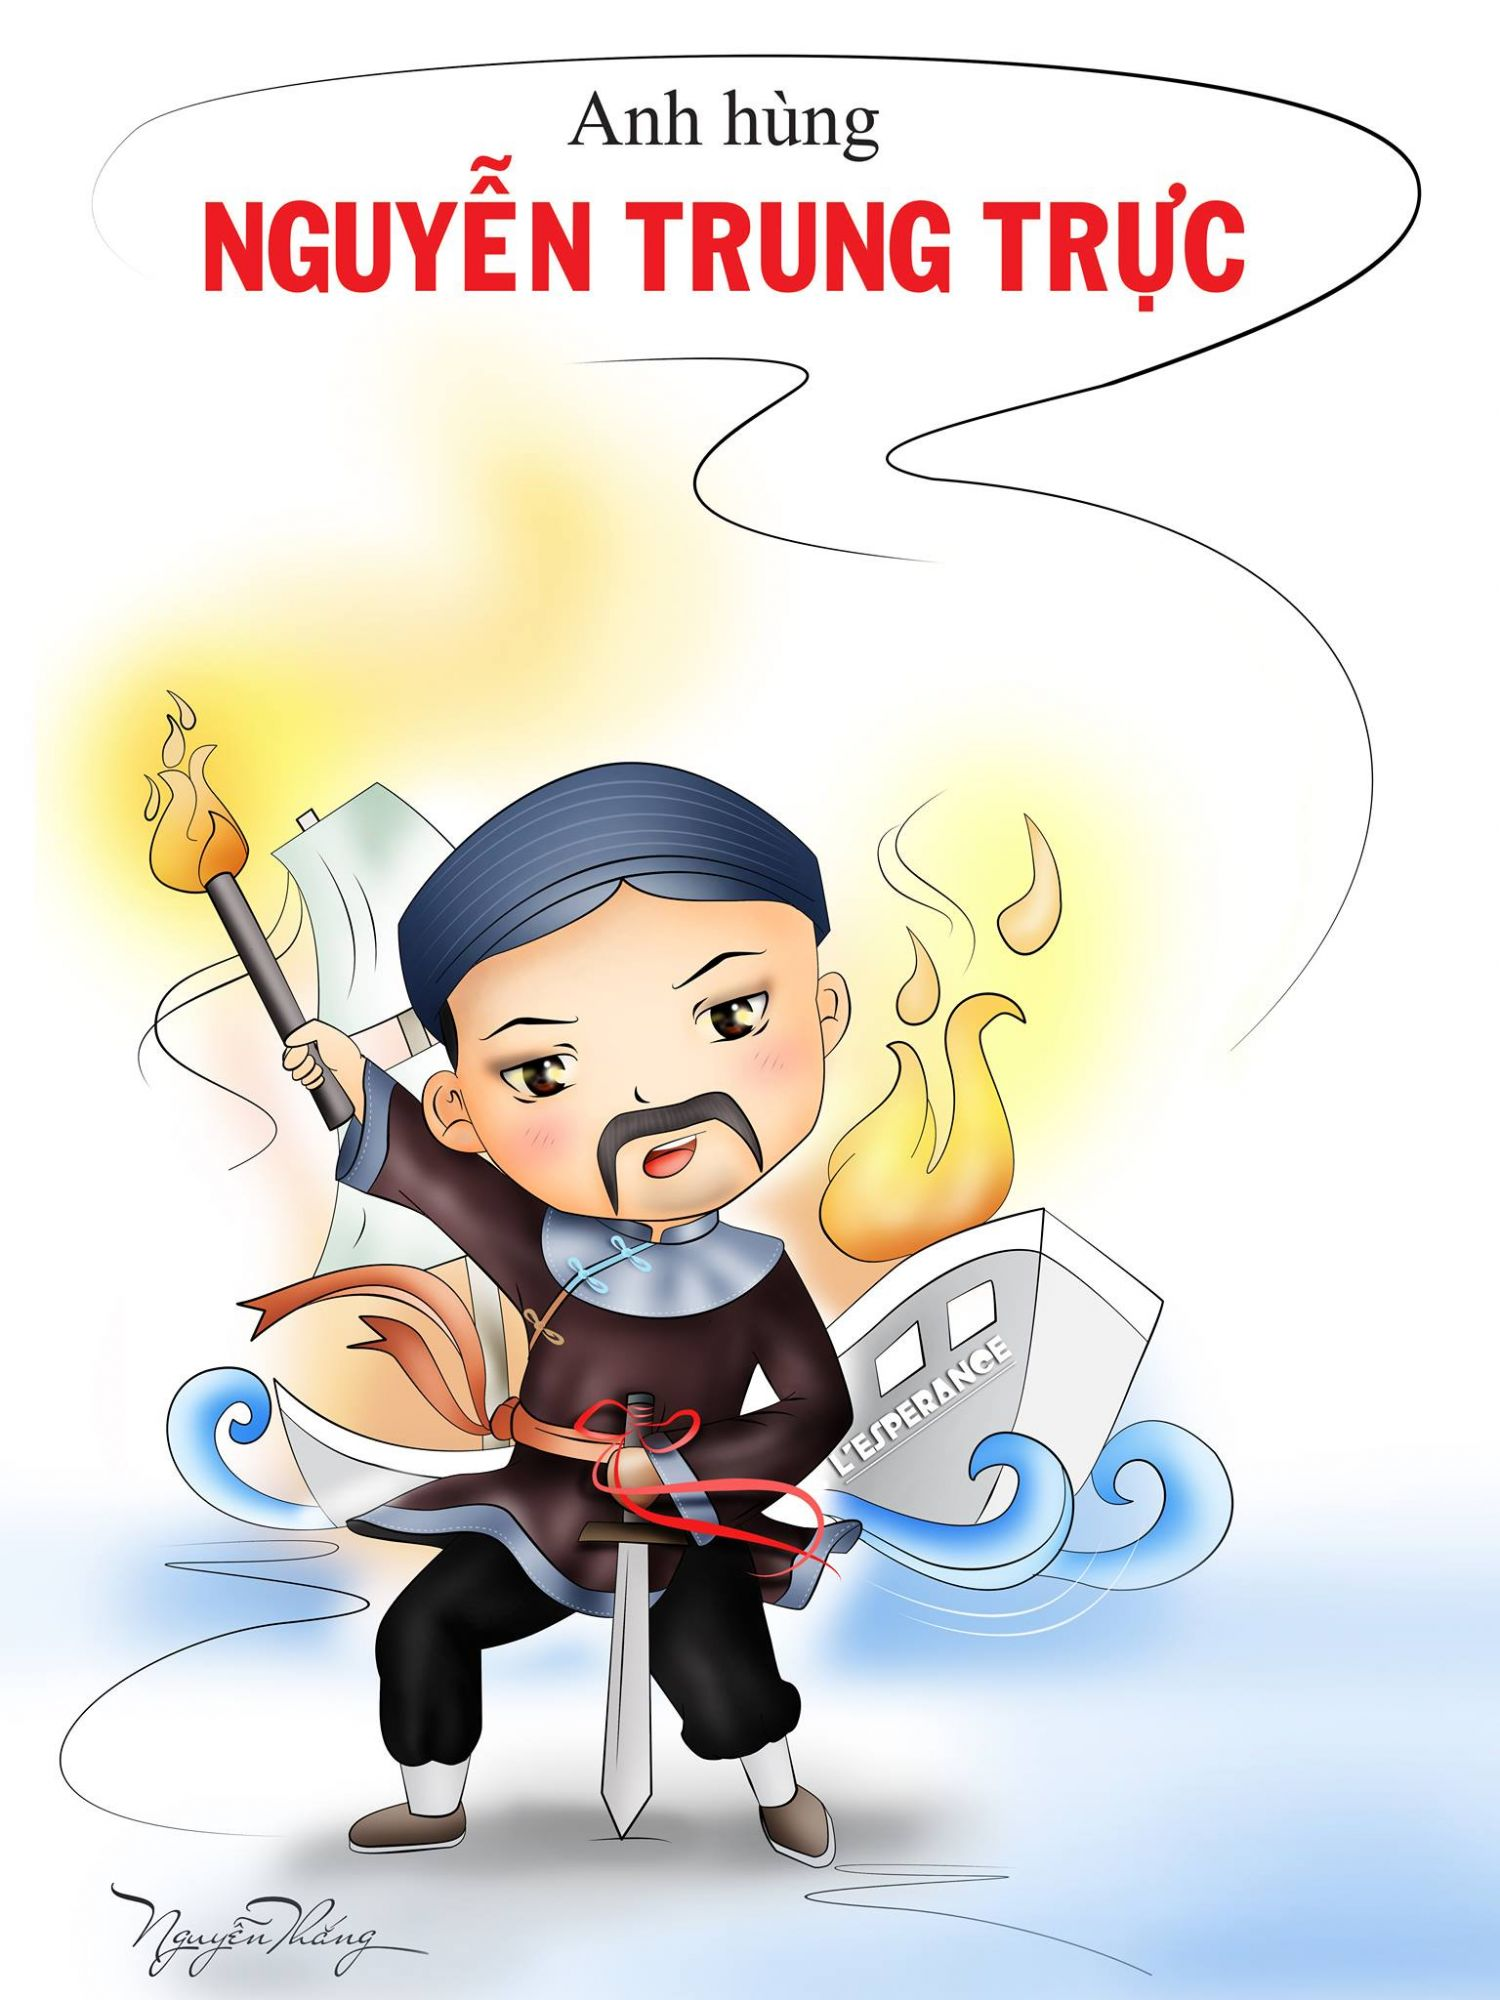 Anh hùng
NGUYỄN TRUNG TRỰC
L'ESPERANCE
Nguyễn Thắng